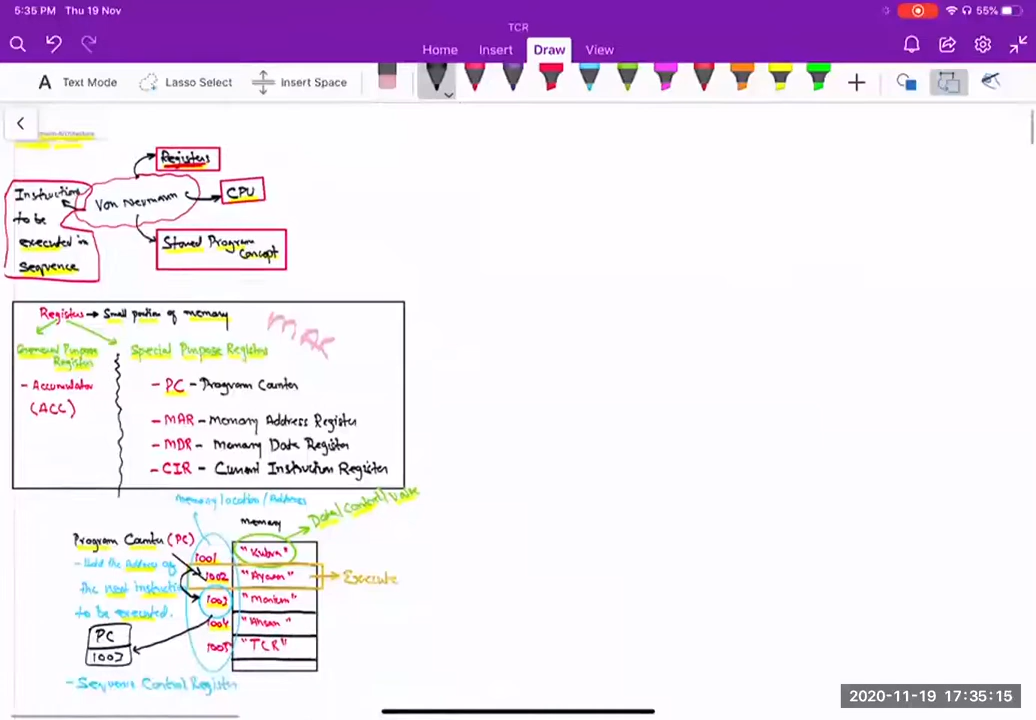 5:35 PM Thu 19 Nov
55%
TCR
Home Insert Draw View
Text Mode
Lasso Select
Insert Space
Registers
Von Neumann
CPU
Stored Program
Concept
Instruction
to be
executed in
Sequence
Registers → Small portion of memory
MAR
General Purpose
Register
Special Purpose Register
- Accumulator
(ACC)
- PC - Program Counter
- MAR - Memory Address Register
- MDR - Memory Data Register
- CIR - Current Instruction Register
memory location / Address
memory
Data/Content/Value
Program Counter (PC)
- Hold the Address of
the next instruction
to be executed.
1001 "Kubra"
1002 "Ayaan"
Execute
1003
1004 "Ahsan"
1005 "TCR"
PC
1003
- Sequence Control Register
2020-11-19 17:35:15